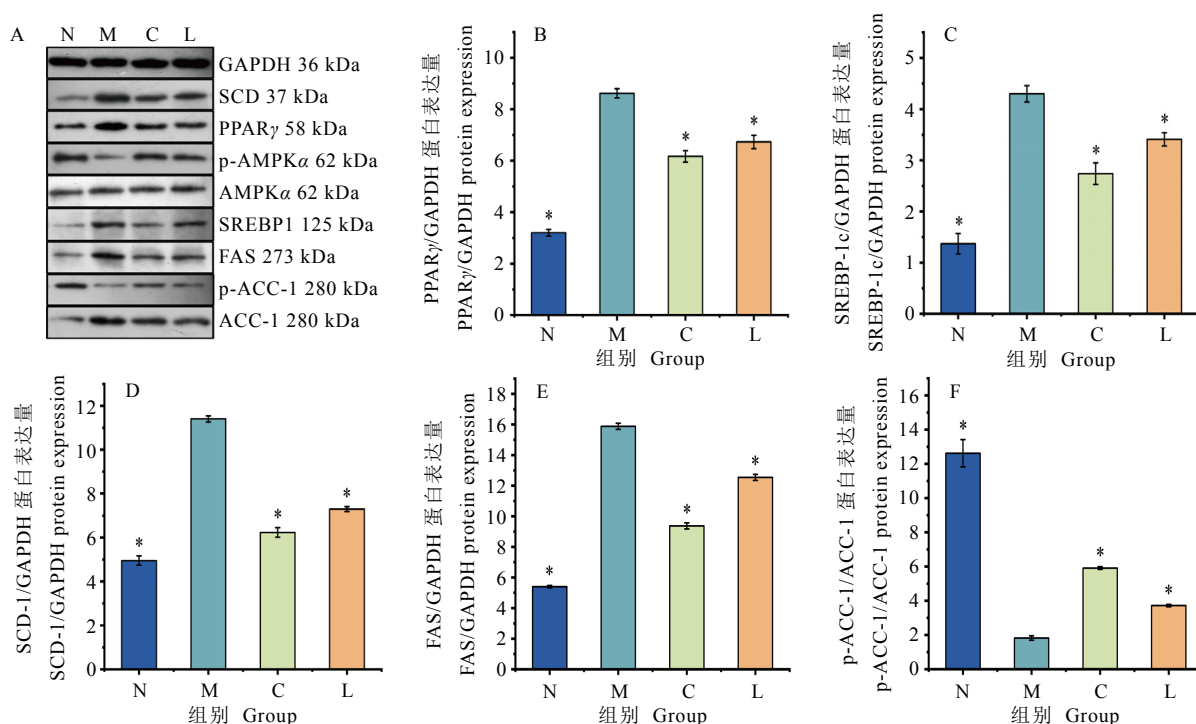 A
N M C L
GAPDH 36 kDa
SCD 37 kDa
PPARγ 58 kDa
p-AMPKα 62 kDa
AMPKα 62 kDa
SREBP1 125 kDa
FAS 273 kDa
p-ACC-1 280 kDa
ACC-1 280 kDa
B
PPARγ/GAPDH 蛋白表达量
PPARγ/GAPDH protein expression
10
8
6
4
2
0
*
*
*
N M C L
组别 Group
C
SREBP-1c/GAPDH 蛋白表达量
SREBP-1c/GAPDH protein expression
5
4
3
2
1
0
*
*
*
N M C L
组别 Group
D
SCD-1/GAPDH 蛋白表达量
SCD-1/GAPDH protein expression
12
10
8
6
4
2
0
*
*
*
N M C L
组别 Group
E
FAS/GAPDH 蛋白表达量
FAS/GAPDH protein expression
18
16
14
12
10
8
6
4
2
0
*
*
*
N M C L
组别 Group
F
p-ACC-1/ACC-1 蛋白表达量
p-ACC-1/ACC-1 protein expression
16
14
12
10
8
6
4
2
0
*
*
*
N M C L
组别 Group